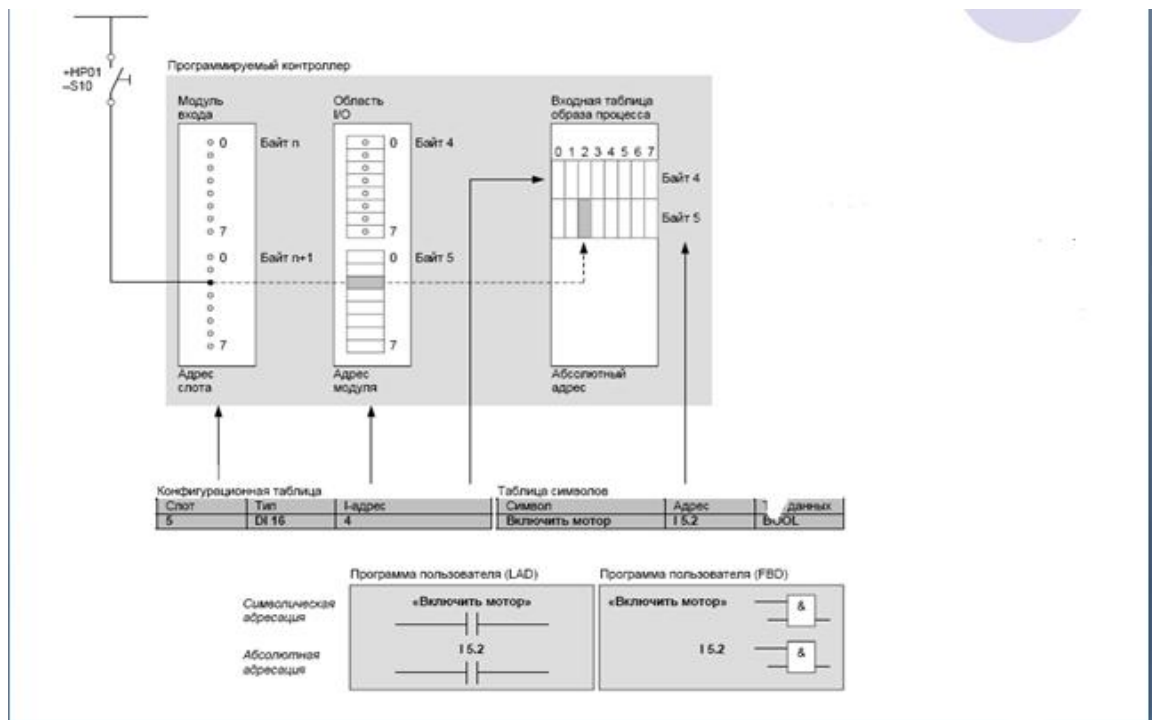 +HP01
–S10
Программируемый контроллер
Модуль
входа
Область
I/O
Входная таблица
образа процесса
0 Байт n
7
0 Байт n+1
7
0 Байт 4
7
0 Байт 5
7
0 1 2 3 4 5 6 7
Байт 4
Байт 5
Адрес
слота
Адрес
модуля
Абсолютный
адрес
Конфигурационная таблица
Слот Тип I-адрес
5 DI 16 4
Таблица символов
Символ Адрес данных
Включить мотор I 5.2 BOOL
Программа пользователя (LAD)
Программа пользователя (FBD)
Символическая
адресация
«Включить мотор»
«Включить мотор»
&
Абсолютная
адресация
I 5.2
I 5.2
&